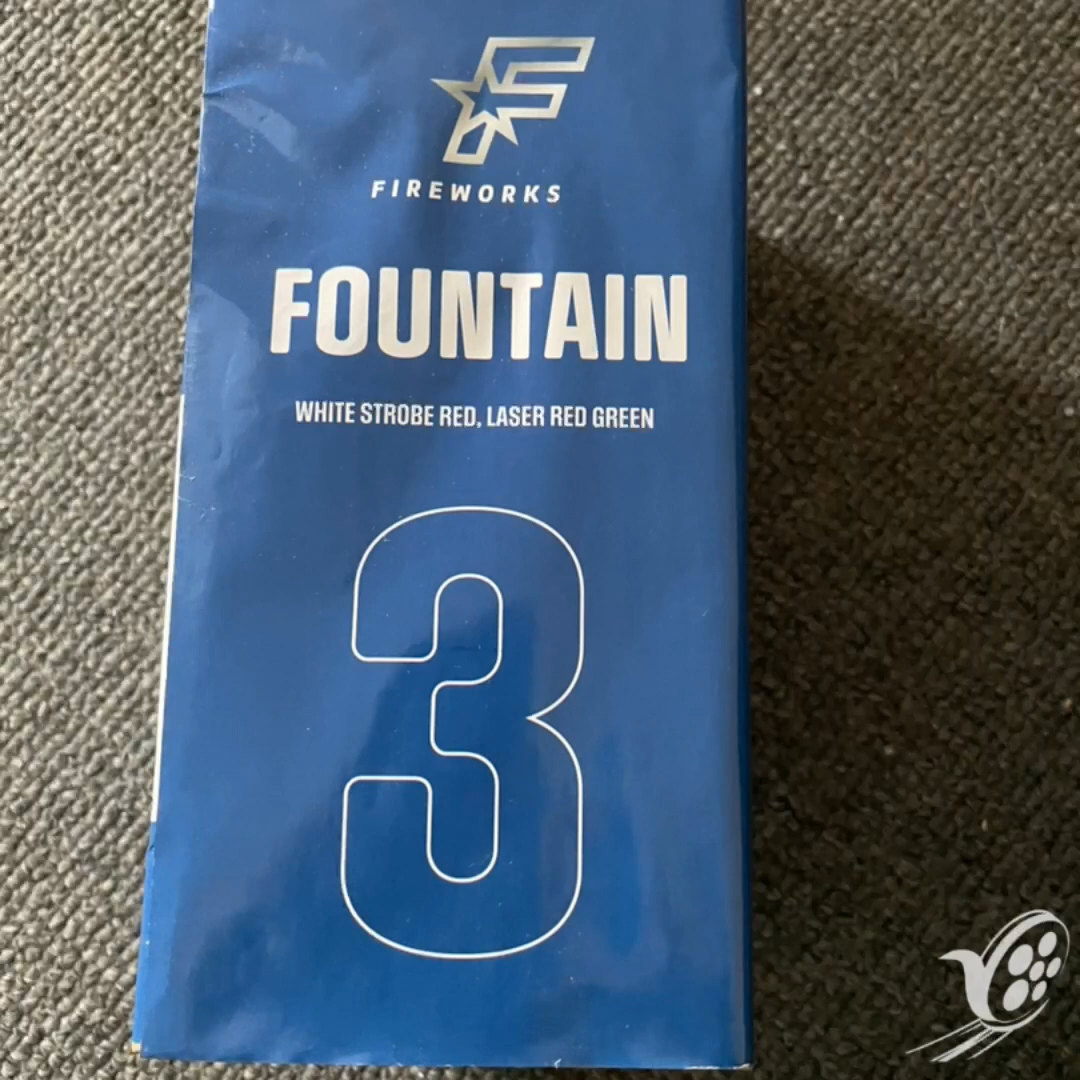 F
FIREWORKS
FOUNTAIN
WHITE STROBE RED, LASER RED GREEN
3